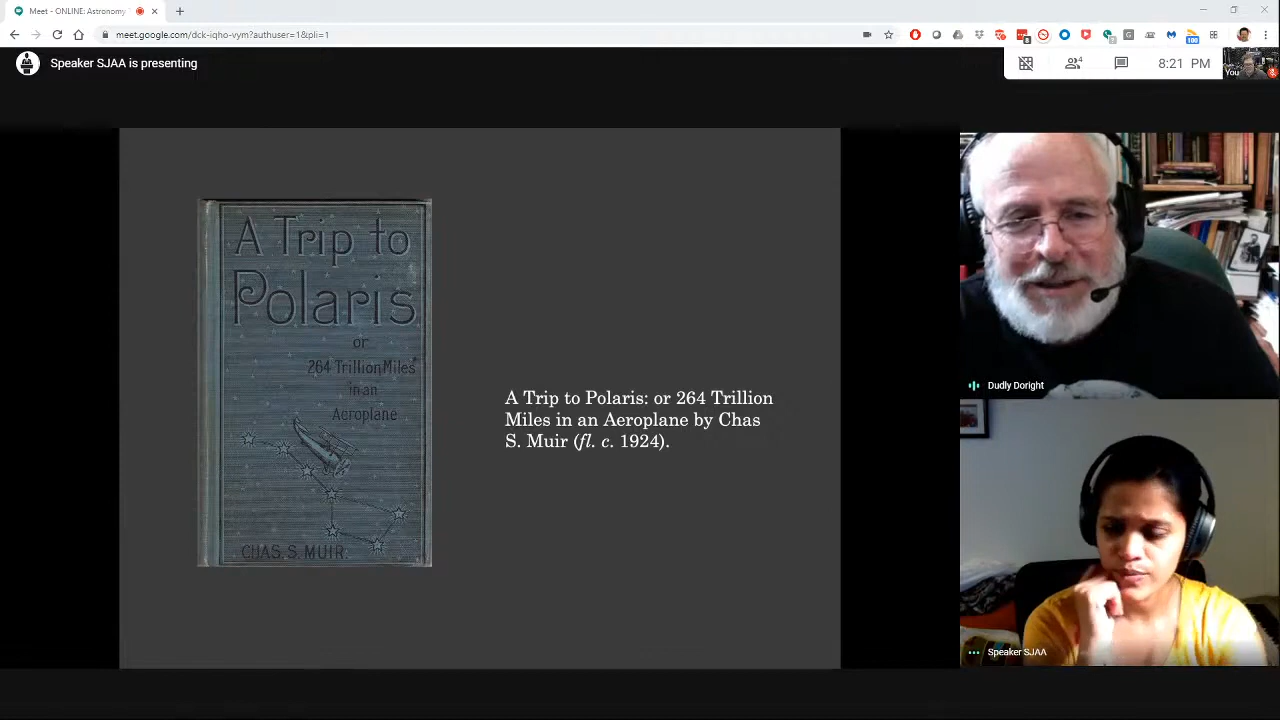 Meet - ONLINE: Astronomy
meet.google.com/dck-iqho-vym?authuser=1&pli=1
Speaker SJAA is presenting
4
8:21 PM
You
A Trip to
Polaris
or
264 Trillion Miles
in an
Aeroplane
CHAS. S. MUIR.
A Trip to Polaris: or 264 Trillion
Miles in an Aeroplane by Chas
S. Muir (fl. c. 1924).
Dudly Doright
Speaker SJAA